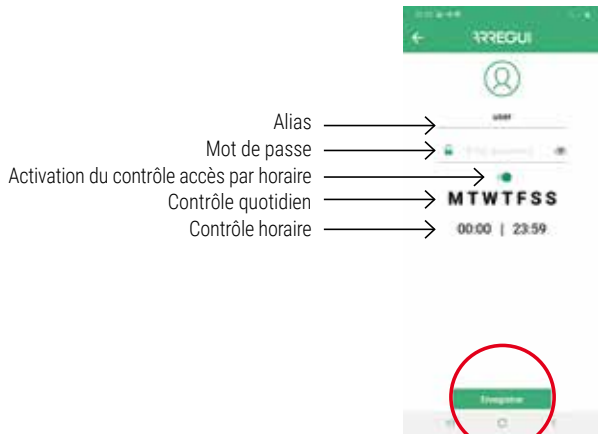 ARREGUI
user
Alias
Mot de passe
Activation du contrôle accès par horaire
Contrôle quotidien
M T W T F S S
Contrôle horaire
00:00 | 23:59
Enregistrer